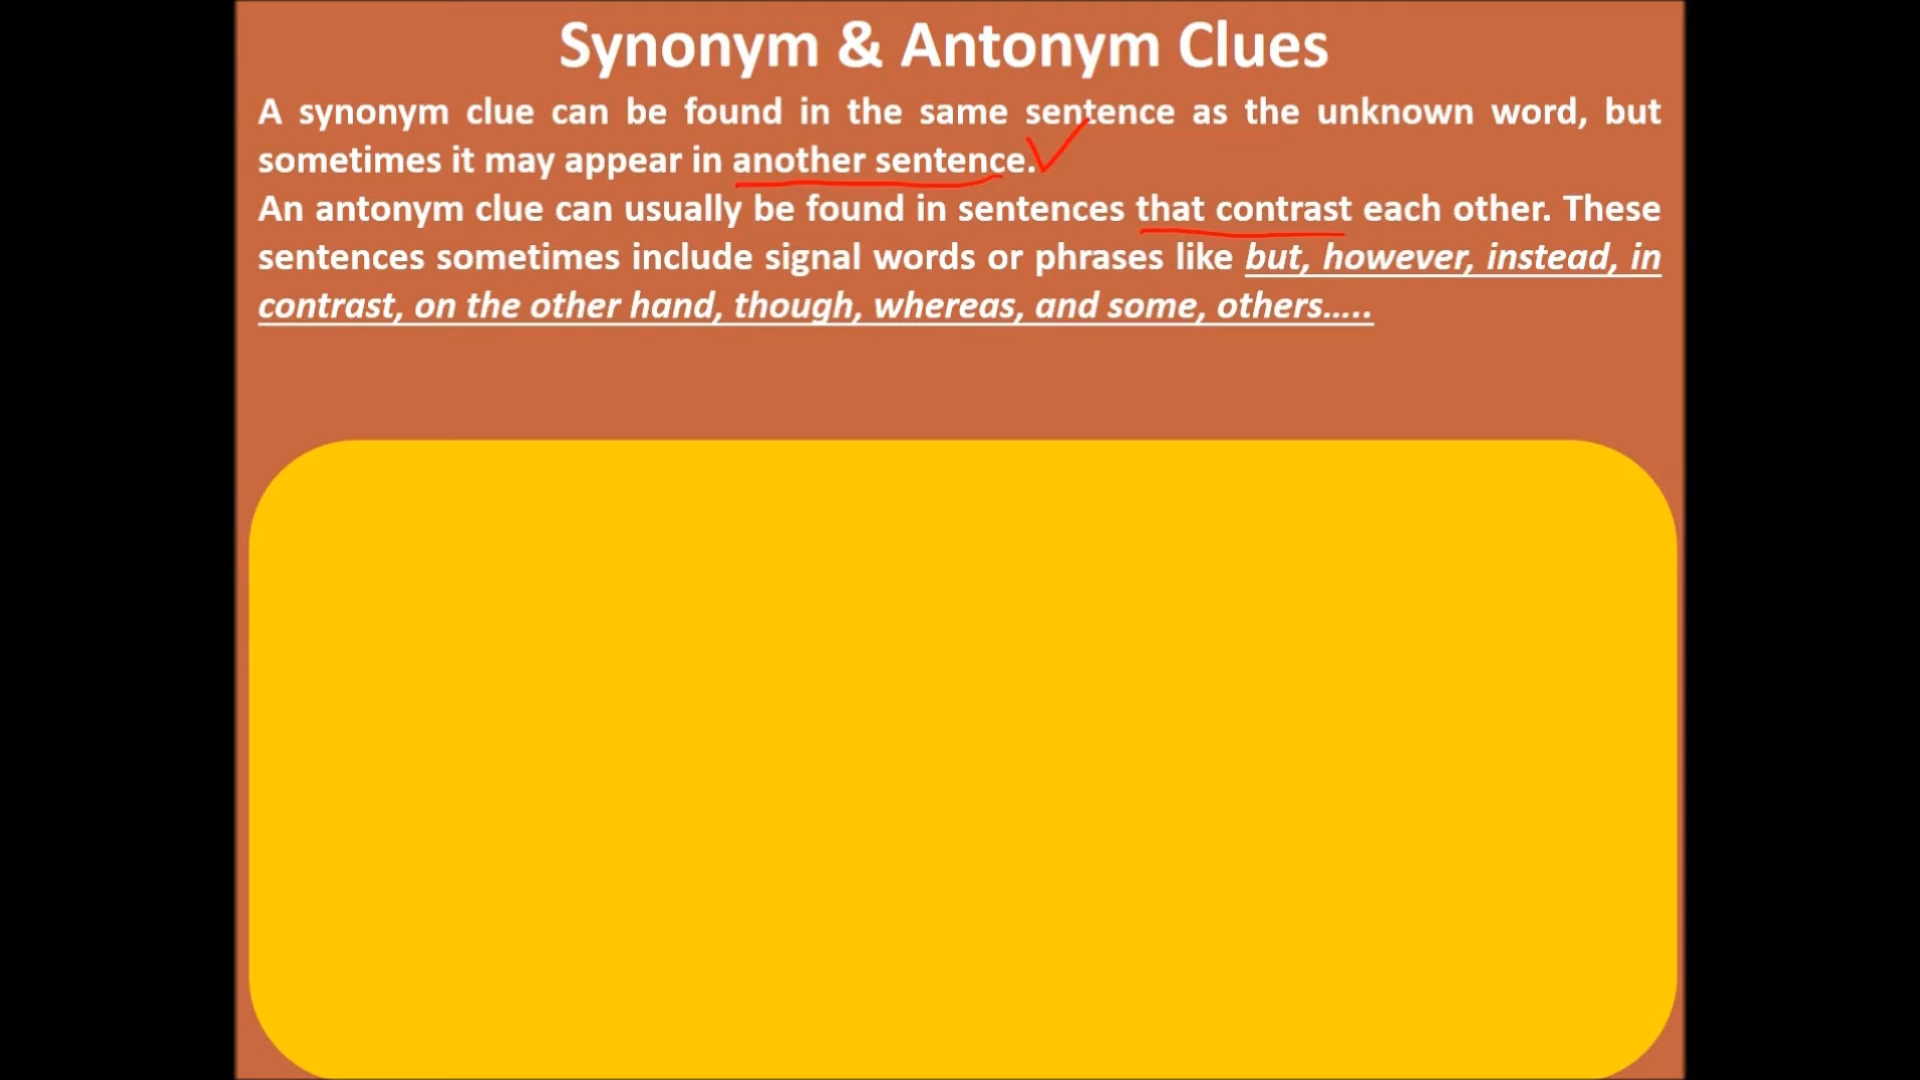 Synonym & Antonym Clues
A synonym clue can be found in the same sentence as the unknown word, but
sometimes it may appear in another sentence.
An antonym clue can usually be found in sentences that contrast each other. These
sentences sometimes include signal words or phrases like but, however, instead, in
contrast, on the other hand, though, whereas, and some, others.....